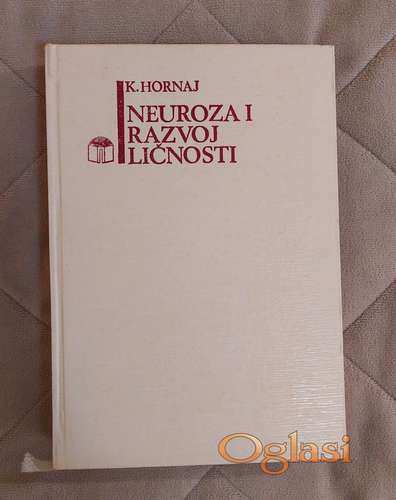 K. HORNAJ
NEUROZA I
RAZVOJ
LIČNOSTI
Oglasi